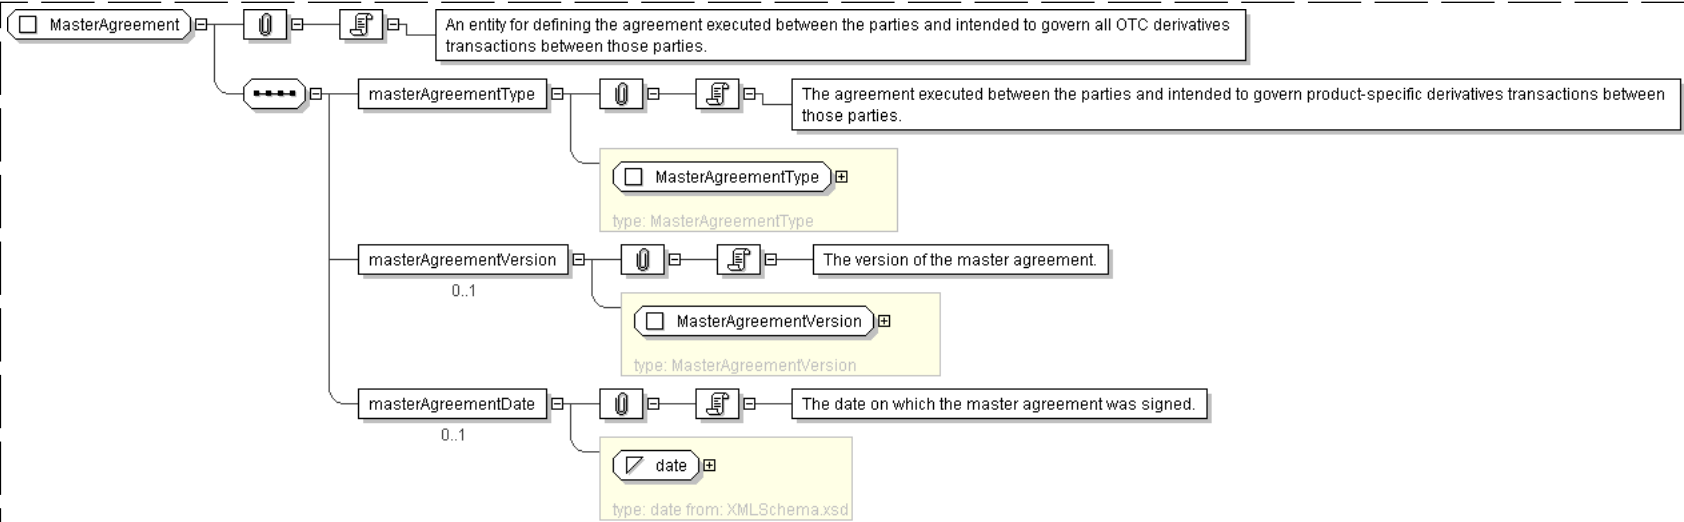 MasterAgreement
An entity for defining the agreement executed between the parties and intended to govern all OTC derivatives
transactions between those parties.
masterAgreementType
The agreement executed between the parties and intended to govern product-specific derivatives transactions between
those parties.
MasterAgreementType
type: MasterAgreementType
masterAgreementVersion
The version of the master agreement.
0..1
MasterAgreementVersion
type: MasterAgreementVersion
masterAgreementDate
The date on which the master agreement was signed.
0..1
date
type: date from: XMLSchema.xsd